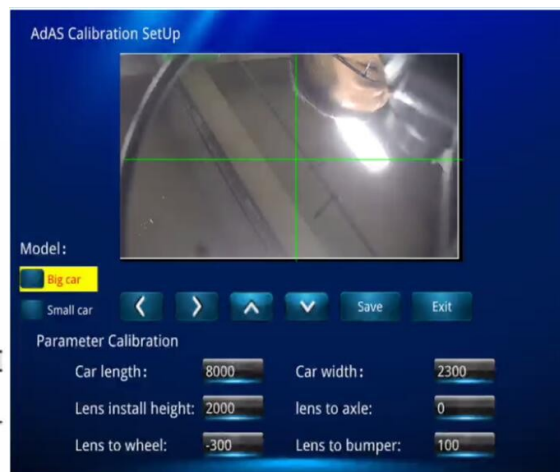 AdAS Calibration SetUp
Model:
Big car
Small car
Save Exit
Parameter Calibration
Car length: 8000 Car width: 2300
Lens install height: 2000 lens to axle: 0
Lens to wheel: -300 Lens to bumper: 100